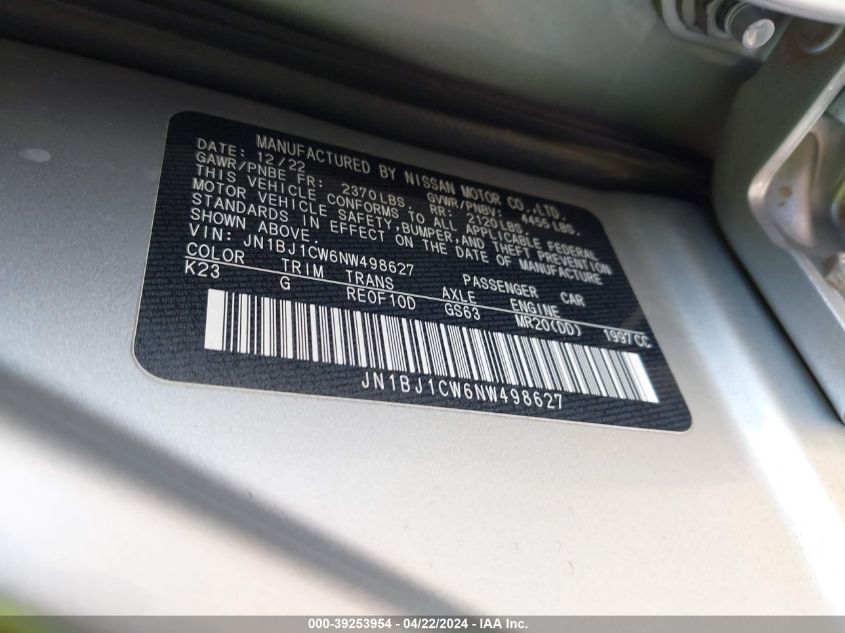 MANUFACTURED BY NISSAN MOTOR CO.,LTD.
DATE: 12/22 GVWR/PNBV: 4465 LBS.
GAWR/PNBE FR: 2370LBS. RR: 2120LBS.
THIS VEHICLE CONFORMS TO ALL APPLICABLE FEDERAL
MOTOR VEHICLE SAFETY,BUMPER,AND THEFT PREVENTION
STANDARDS IN EFFECT ON THE DATE OF MANUFACTURE
SHOWN ABOVE.
VIN: JN1BJ1CW6NW498627 PASSENGER CAR
COLOR TRIM TRANS AXLE ENGINE
K23 G RE0F10D GS63 MR20(DD) 1997CC
JN1BJ1CW6NW498627
000-39253954 - 04/22/2024 - IAA Inc.